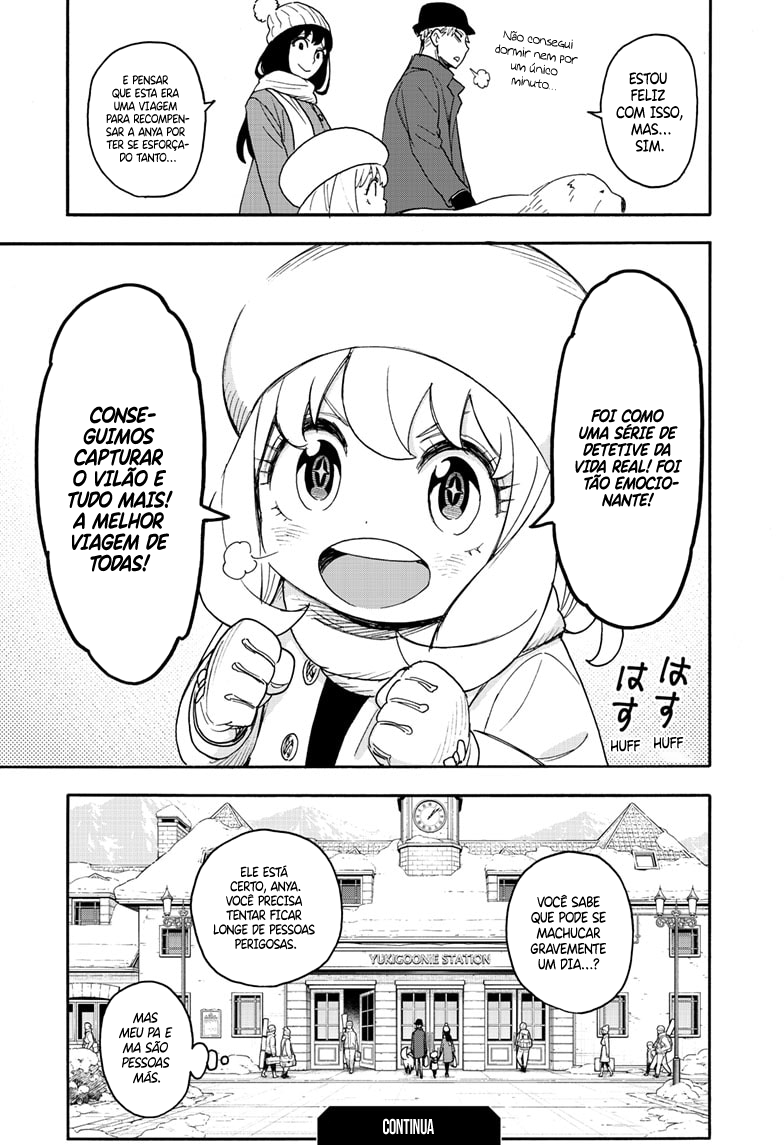 ESTOU
FELIZ
COM ISSO,
MAS...
SIM.
Não consegui
dormir nem por
um único
minuto...
E PENSAR
QUE ESTA ERA
UMA VIAGEM
PARA RECOMPEN-
SAR A ANYA POR
TER SE ESFORÇA-
DO TANTO...
FOI COMO
UMA SÉRIE DE
DETETIVE DA
VIDA REAL! FOI
TÃO EMOCIO-
NANTE!
CONSE-
GUIMOS
CAPTURAR
O VILÃO E
TUDO MAIS!
A MELHOR
VIAGEM DE
TODAS!
はす
HUFF
はす
HUFF
VOCÊ SABE
QUE PODE SE
MACHUCAR
GRAVEMENTE
UM DIA...?
ELE ESTÁ
CERTO, ANYA.
VOCÊ PRECISA
TENTAR FICAR
LONGE DE PESSOAS
PERIGOSAS.
YUKIGOONIE STATION
MAS
MEU PA E
MA SÃO
PESSOAS
MÁS.
CONTINUA